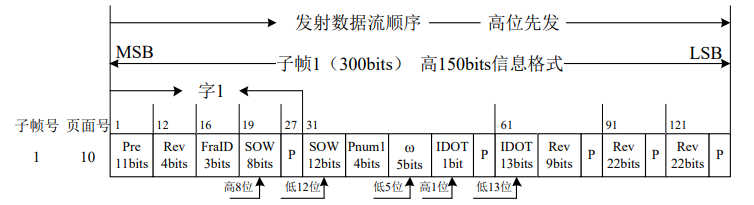 发射数据流顺序 高位先发
MSB LSB
子帧1（300bits） 高150bits信息格式
字1
子帧号 页面号 1 12 16 19 27 31 61 91 121
1 10 Pre 11bits Rev 4bits FraID 3bits SOW 8bits P SOW 12bits Pnum1 4bits ω 5bits IDOT 1bit P IDOT 13bits Rev 9bits P Rev 22bits P Rev 22bits P
高8位 低12位 低5位 高1位 低13位